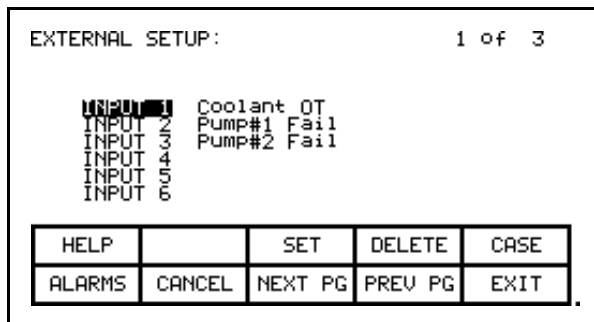 EXTERNAL SETUP: 1 of 3
INPUT 1 Coolant OT
INPUT 2 Pump#1 Fail
INPUT 3 Pump#2 Fail
INPUT 4
INPUT 5
INPUT 6
HELP SET DELETE CASE
ALARMS CANCEL NEXT PG PREV PG EXIT
.